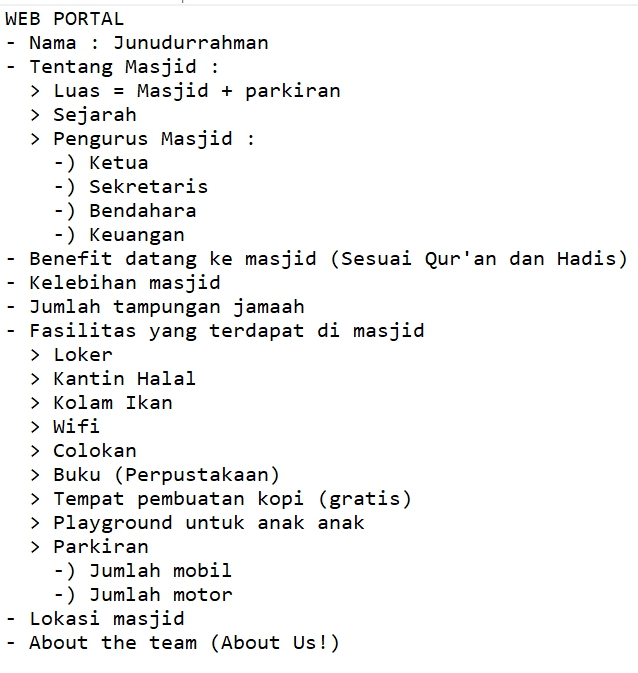 WEB PORTAL
- Nama : Junudurrahman
- Tentang Masjid :
  > Luas = Masjid + parkiran
  > Sejarah
  > Pengurus Masjid :
    -) Ketua
    -) Sekretaris
    -) Bendahara
    -) Keuangan
- Benefit datang ke masjid (Sesuai Qur'an dan Hadis)
- Kelebihan masjid
- Jumlah tampungan jamaah
- Fasilitas yang terdapat di masjid
  > Loker
  > Kantin Halal
  > Kolam Ikan
  > Wifi
  > Colokan
  > Buku (Perpustakaan)
  > Tempat pembuatan kopi (gratis)
  > Playground untuk anak anak
  > Parkiran
    -) Jumlah mobil
    -) Jumlah motor
- Lokasi masjid
- About the team (About Us!)